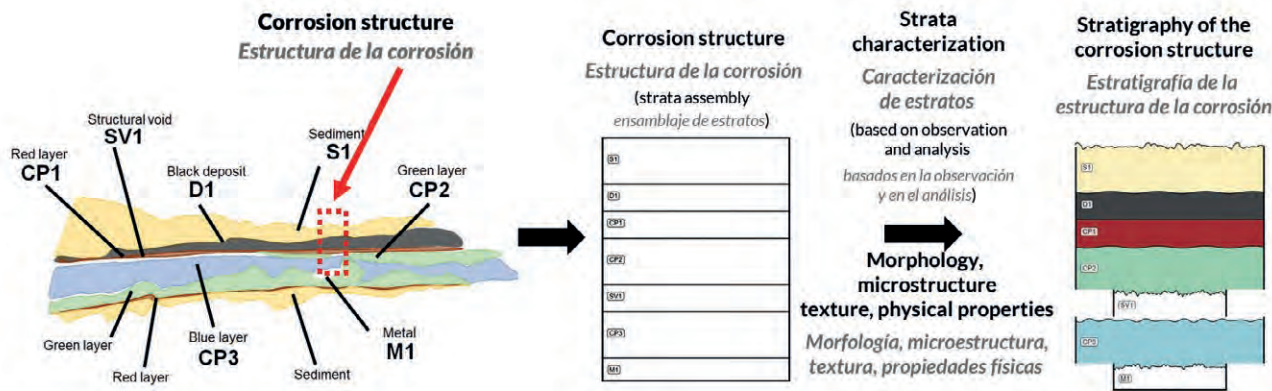 Corrosion structure
Estructura de la corrosión
Structural void
SV1
Red layer
CP1
Black deposit
D1
Sediment
S1
Green layer
CP2
Green layer
Red layer
Blue layer
CP3
Sediment
Metal
M1
Corrosion structure
Estructura de la corrosión
(strata assembly
ensamblaje de estratos)
S1
D1
CP1
CP2
SV1
CP3
M1
Strata
characterization
Caracterización
de estratos
(based on observation
and analysis
basados en la observación
y en el análisis)
Morphology,
microstructure
texture, physical properties
Morfología, microestructura,
textura, propiedades físicas
Stratigraphy of the
corrosion structure
Estratigrafía de la
estructura de la corrosión
S1
D1
CP1
CP2
SV1
CP3
M1